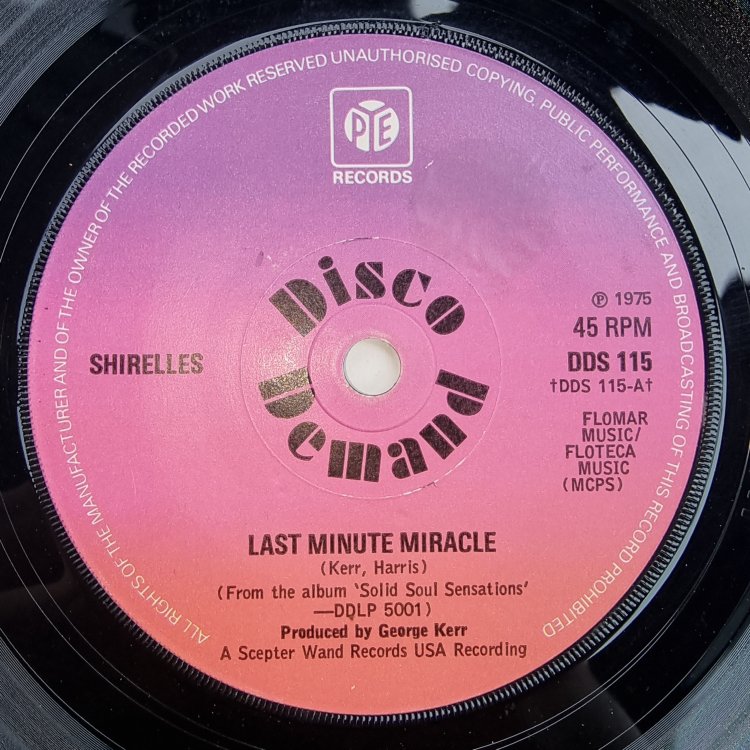 ALL RIGHTS OF THE MANUFACTURER AND OF THE OWNER OF THE RECORDED WORK RESERVED UNAUTHORISED COPYING, PUBLIC PERFORMANCE AND BROADCASTING OF THIS RECORD PROHIBITED
PYE
RECORDS
Disco
Demand
SHIRELLES
℗ 1975
45 RPM
DDS 115
†DDS 115-A†
FLOMAR
MUSIC/
FLOTECA
MUSIC
(MCPS)
LAST MINUTE MIRACLE
(Kerr, Harris)
(From the album 'Solid Soul Sensations'
—DDLP 5001)
Produced by George Kerr
A Scepter Wand Records USA Recording